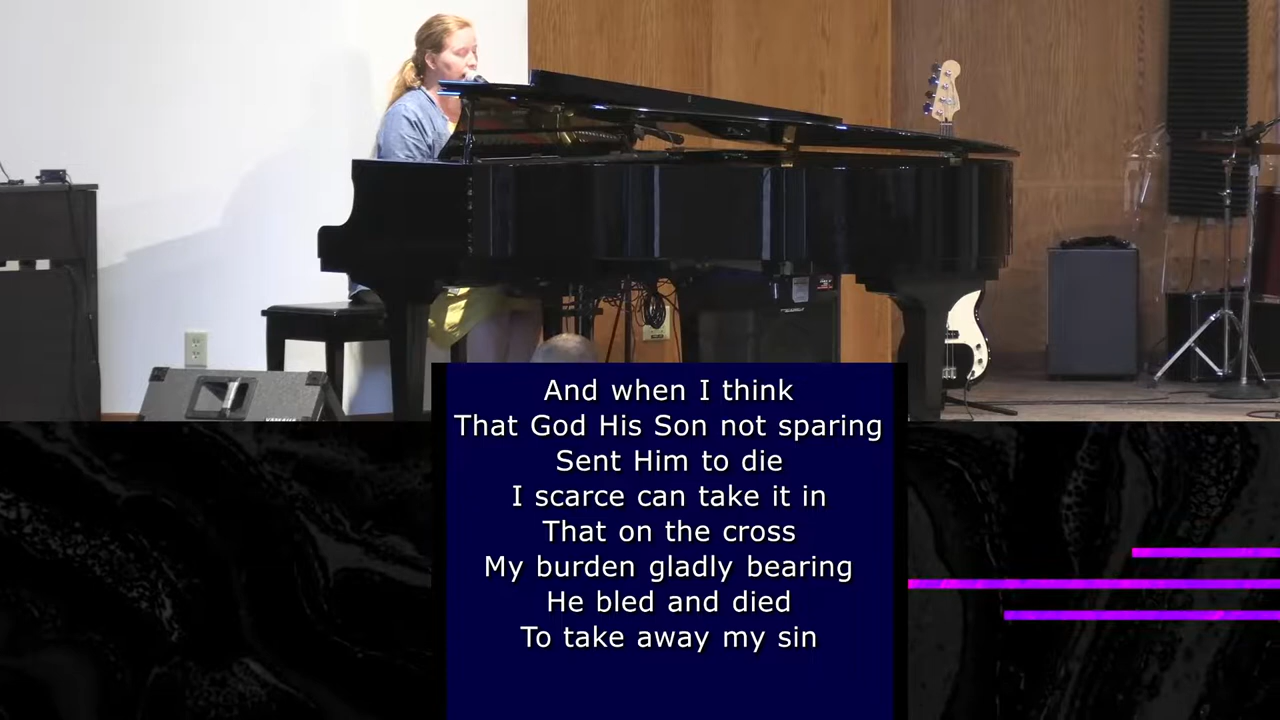 And when I think
That God His Son not sparing
Sent Him to die
I scarce can take it in
That on the cross
My burden gladly bearing
He bled and died
To take away my sin